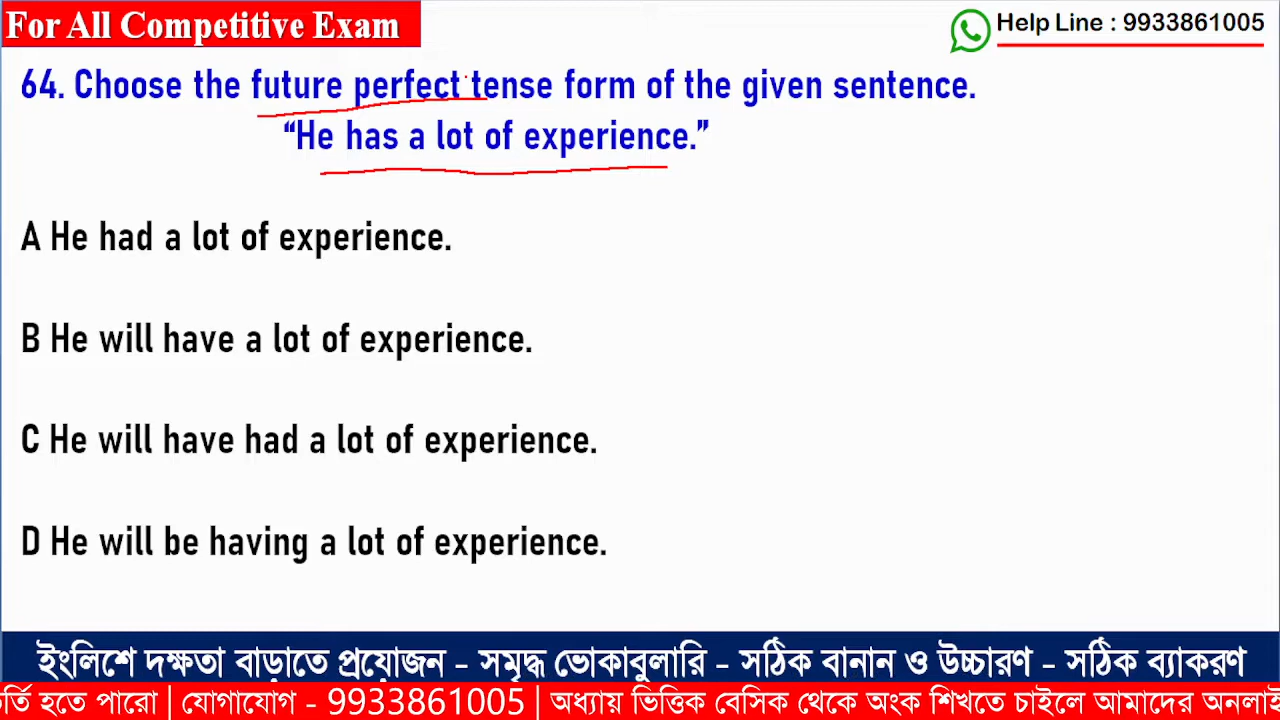 For All Competitive Exam
Help Line : 9933861005
64. Choose the future perfect tense form of the given sentence.
“He has a lot of experience.”
A He had a lot of experience.
B He will have a lot of experience.
C He will have had a lot of experience.
D He will be having a lot of experience.
ইংলিশে দক্ষতা বাড়াতে প্রয়োজন - সমৃদ্ধ ভোকাবুলারি - সঠিক বানান ও উচ্চারণ - সঠিক ব্যাকরণ
হতে পারো | যোগাযোগ - 9933861005 | অধ্যায় ভিত্তিক বেসিক থেকে অংক শিখতে চাইলে আমাদের